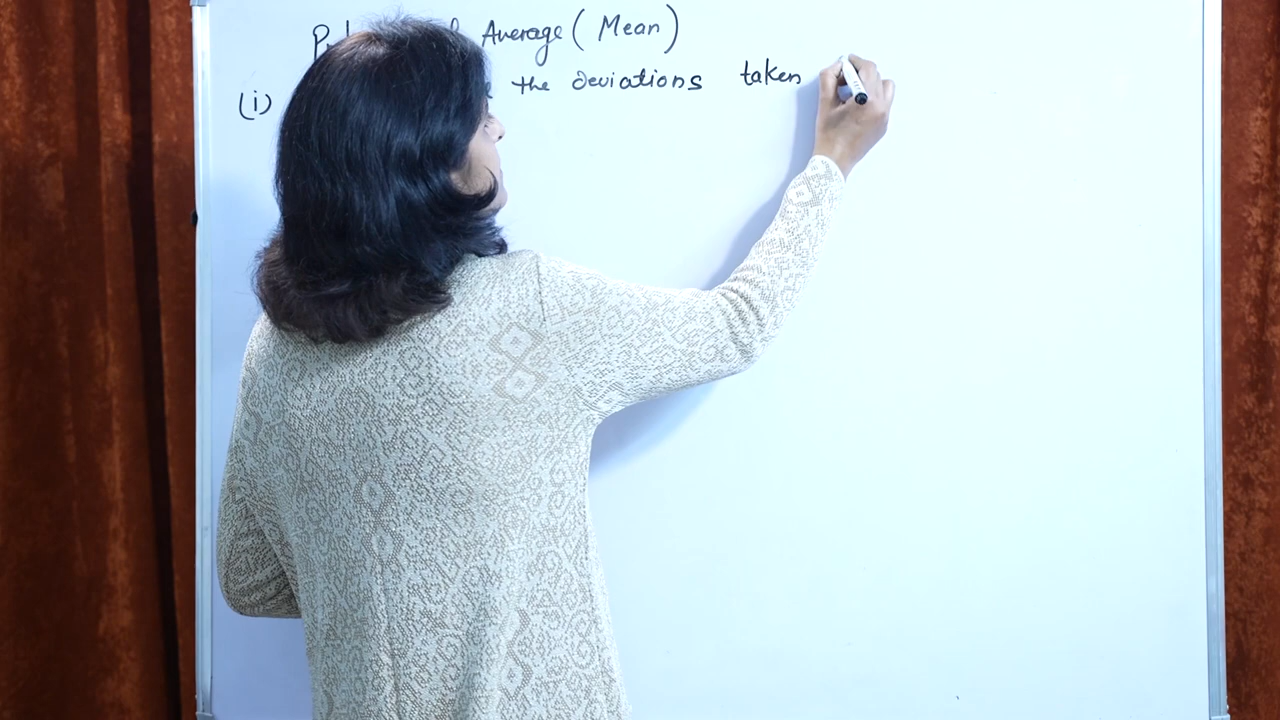 Average ( Mean )
(i) the deviations taken